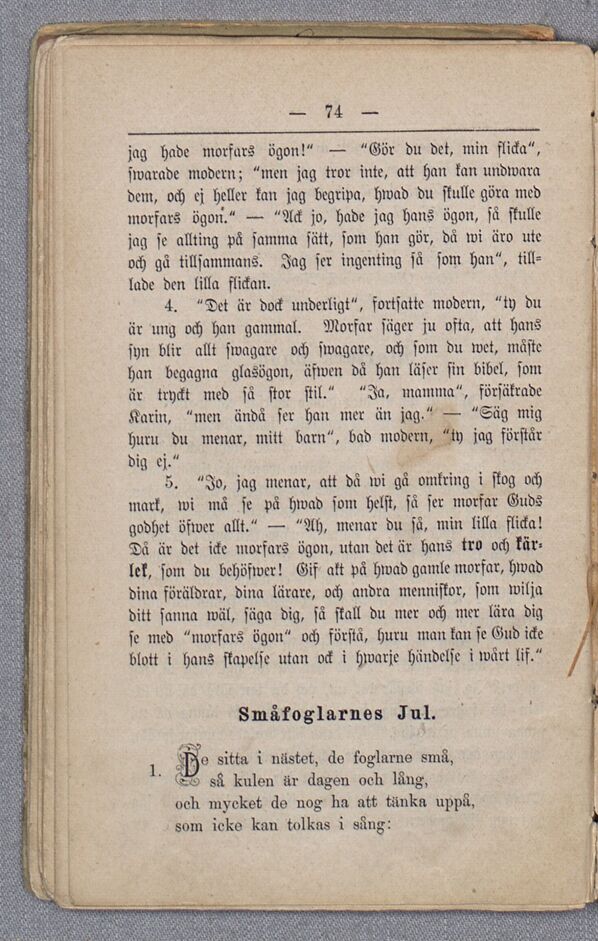 — 74 —
jag hade morfars ögon!“ — “Gör du det, min flicka“,
swarade modern; “men jag tror inte, att han kan undwara
dem, och ej heller kan jag begripa, hwad du skulle göra med
morfars ögon.“ — “Ack jo, hade jag hans ögon, så skulle
jag se allting på samma sätt, som han gör, då wi äro ute
och gå tillsammans. Jag ser ingenting så som han“, till-
lade den lilla flickan.
4. “Det är dock underligt“, fortsatte modern, “ty du
är ung och han gammal. Morfar säger ju ofta, att hans
syn blir allt swagare och swagare, och som du wet, måste
han begagna glasögon, äfwen då han läser sin bibel, som
är tryckt med så stor stil.“ “Ja, mamma“, försäkrade
Karin, “men ändå ser han mer än jag.“ — “Säg mig
huru du menar, mitt barn“, bad modern, “ty jag förstår
dig ej.“
5. “Jo, jag menar, att då wi gå omkring i skog och
mark, wi må se på hwad som helst, så ser morfar Guds
godhet öfwer allt.“ — “Ah, menar du så, min lilla flicka!
Då är det icke morfars ögon, utan det är hans tro och kär-
lek, som du behöfwer! Gif akt på hwad gamle morfar, hwad
dina föräldrar, dina lärare, och andra menniskor, som wilja
ditt sanna wäl, säga dig, så skall du mer och mer lära dig
se med “morfars ögon“ och förstå, huru man kan se Gud icke
blott i hans skapelse utan ock i hwarje händelse i wårt lif.“
Småfoglarnes Jul.
1. De sitta i nästet, de foglarne små,
så kulen är dagen och lång,
och mycket de nog ha att tänka uppå,
som icke kan tolkas i sång: